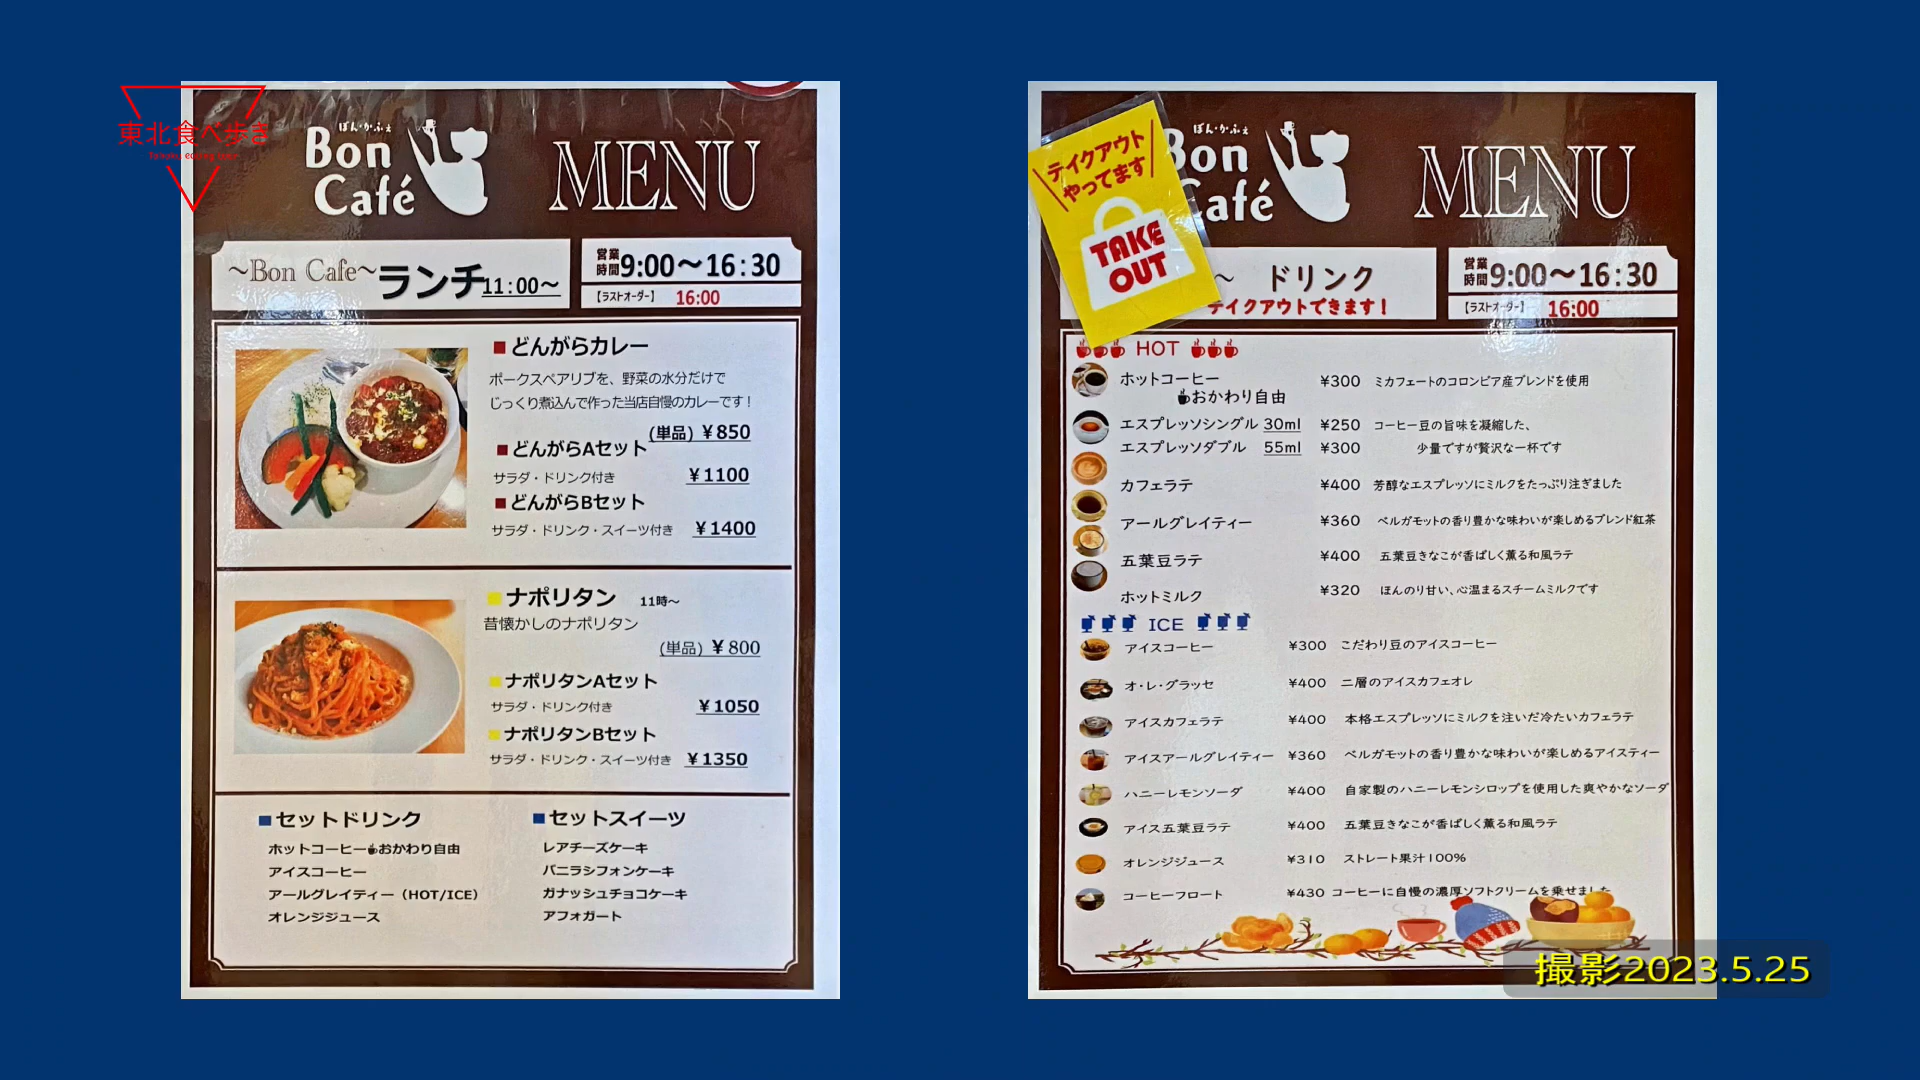 東北食べ歩き
Tohoku eating tour
ぼん・かふぇ
Bon
Café
MENU
～Bon Cafe～ランチ11:00～
営業時間 9:00～16:30
【ラストオーダー】 16:00
■どんがらカレー
ポークスペアリブを、野菜の水分だけで
じっくり煮込んで作った当店自慢のカレーです！
(単品) ¥850
■どんがらAセット
サラダ・ドリンク付き ¥1100
■どんがらBセット
サラダ・ドリンク・スイーツ付き ¥1400
■ナポリタン 11時～
昔懐かしのナポリタン
(単品) ¥800
■ナポリタンAセット
サラダ・ドリンク付き ¥1050
■ナポリタンBセット
サラダ・ドリンク・スイーツ付き ¥1350
■セットドリンク
ホットコーヒー おかわり自由
アイスコーヒー
アールグレイティー（HOT/ICE）
オレンジジュース
■セットスイーツ
レアチーズケーキ
バニラシフォンケーキ
ガナッシュチョコケーキ
アフォガート
テイクアウト
やってます
TAKE
OUT
ぼん・かふぇ
Bon
Café
MENU
～ ドリンク
テイクアウトできます！
営業時間 9:00～16:30
【ラストオーダー】 16:00
HOT
ホットコーヒー ¥300 ミカフェートのコロンビア産ブレンドを使用
おかわり自由
エスプレッソシングル 30ml ¥250 コーヒー豆の旨味を凝縮した、
エスプレッソダブル 55ml ¥300 少量ですが贅沢な一杯です
カフェラテ ¥400 芳醇なエスプレッソにミルクをたっぷり注ぎました
アールグレイティー ¥360 ベルガモットの香り豊かな味わいが楽しめるブレンド紅茶
五葉豆ラテ ¥400 五葉豆きなこが香ばしく薫る和風ラテ
ホットミルク ¥320 ほんのり甘い、心温まるスチームミルクです
ICE
アイスコーヒー ¥300 こだわり豆のアイスコーヒー
オ・レ・グラッセ ¥400 二層のアイスカフェオレ
アイスカフェラテ ¥400 本格エスプレッソにミルクを注いだ冷たいカフェラテ
アイスアールグレイティー ¥360 ベルガモットの香り豊かな味わいが楽しめるアイスティー
ハニーレモンソーダ ¥400 自家製のハニーレモンシロップを使用した爽やかなソーダ
アイス五葉豆ラテ ¥400 五葉豆きなこが香ばしく薫る和風ラテ
オレンジジュース ¥310 ストレート果汁100%
コーヒーフロート ¥430 コーヒーに自慢の濃厚ソフトクリームを乗せました
撮影2023.5.25